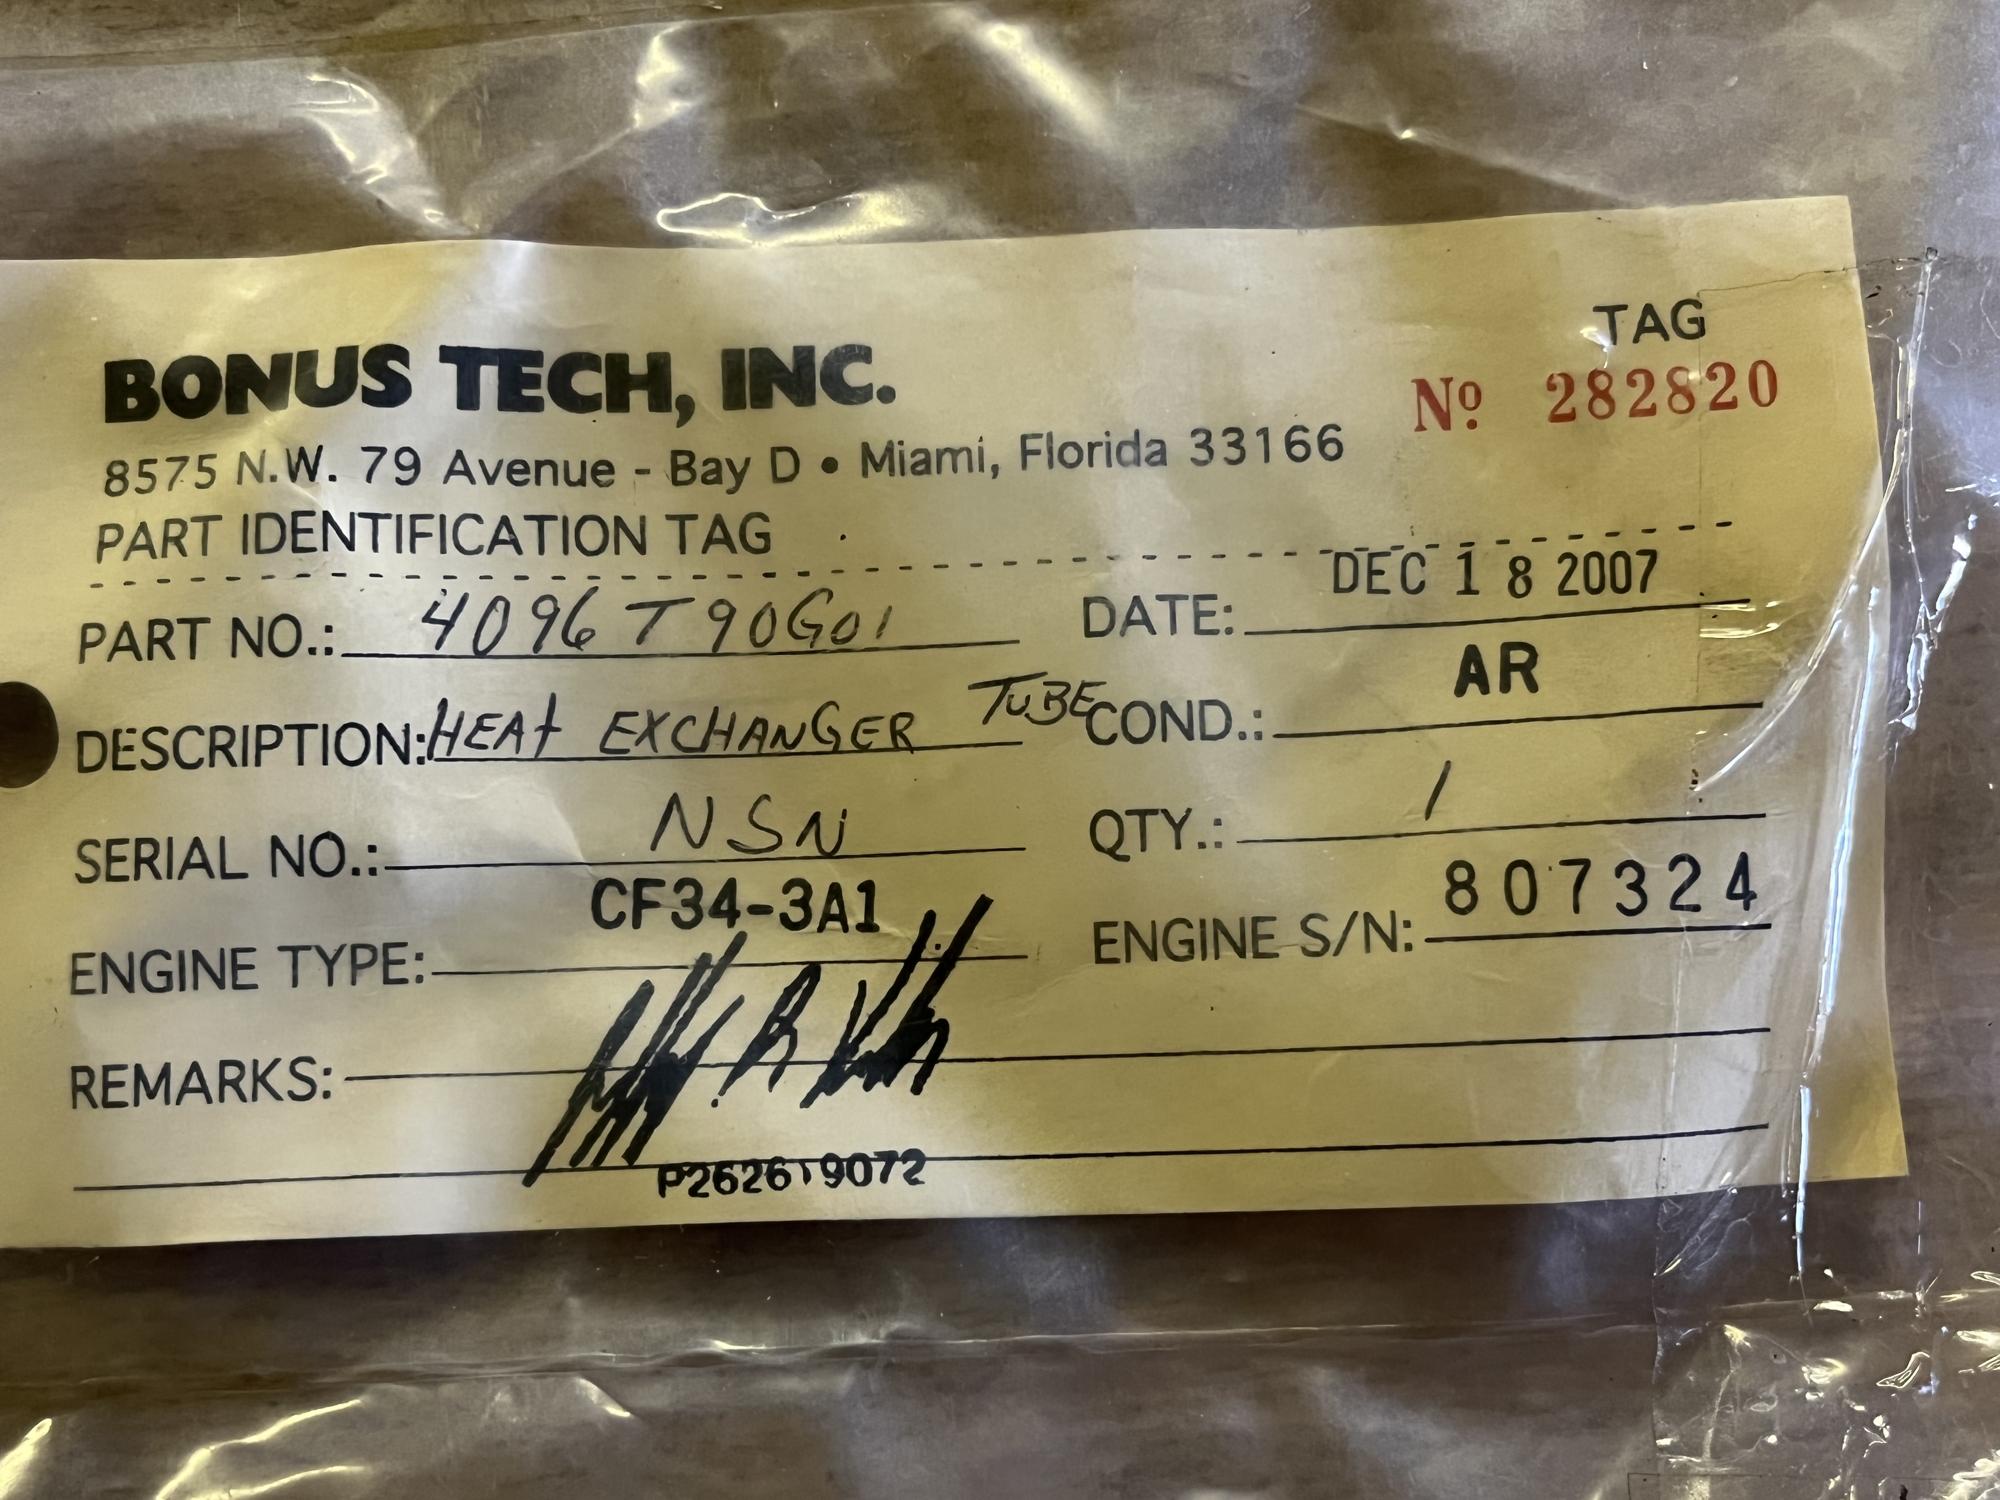 TAG
BONUS TECH, INC.
Nº 282820
8575 N.W. 79 Avenue - Bay D • Miami, Florida 33166
PART IDENTIFICATION TAG
PART NO.: 4096T90G01 DATE: DEC 18 2007
DESCRIPTION: HEAt EXCHANGER TUBE COND.: AR
SERIAL NO.: NSN QTY.: 1
ENGINE TYPE: CF34-3A1 ENGINE S/N: 807324
REMARKS: